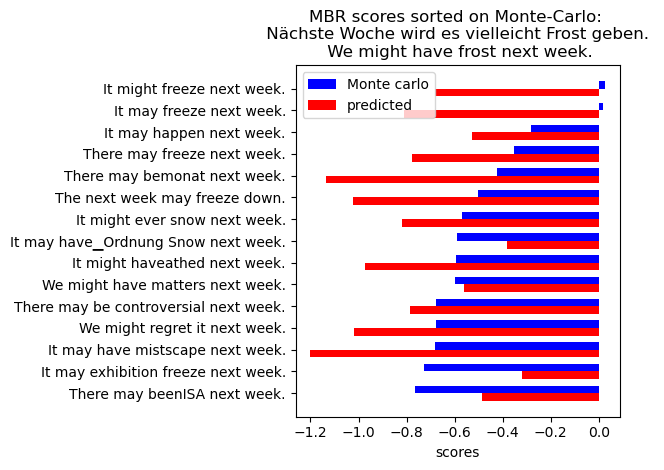 MBR scores sorted on Monte-Carlo:
Nächste Woche wird es vielleicht Frost geben.
We might have frost next week.
Monte carlo
predicted
It might freeze next week.
It may freeze next week.
It may happen next week.
There may freeze next week.
There may bemonat next week.
The next week may freeze down.
It might ever snow next week.
It may have▁Ordnung Snow next week.
It might haveathed next week.
We might have matters next week.
There may be controversial next week.
We might regret it next week.
It may have mistscape next week.
It may exhibition freeze next week.
There may beenISA next week.
−1.2 −1.0 −0.8 −0.6 −0.4 −0.2 0.0
scores